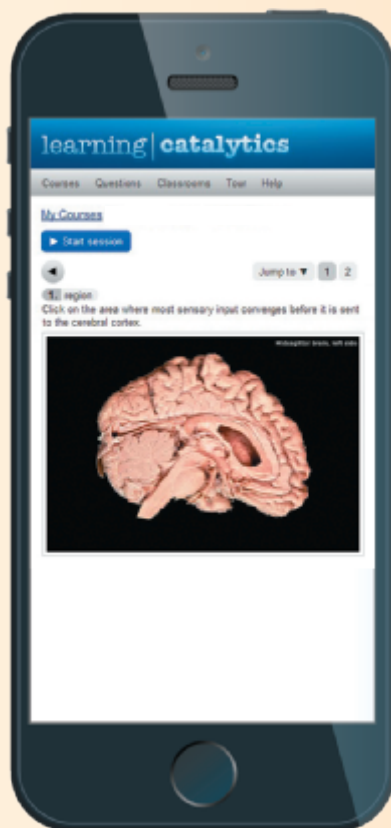 learning | catalytics
Courses Questions Classrooms Tour Help
My Courses
Start session
Jump to ▼ 1 2
1. region
Click on the area where most sensory input converges before it is sent
to the cerebral cortex.
Midsagittal brain, left side